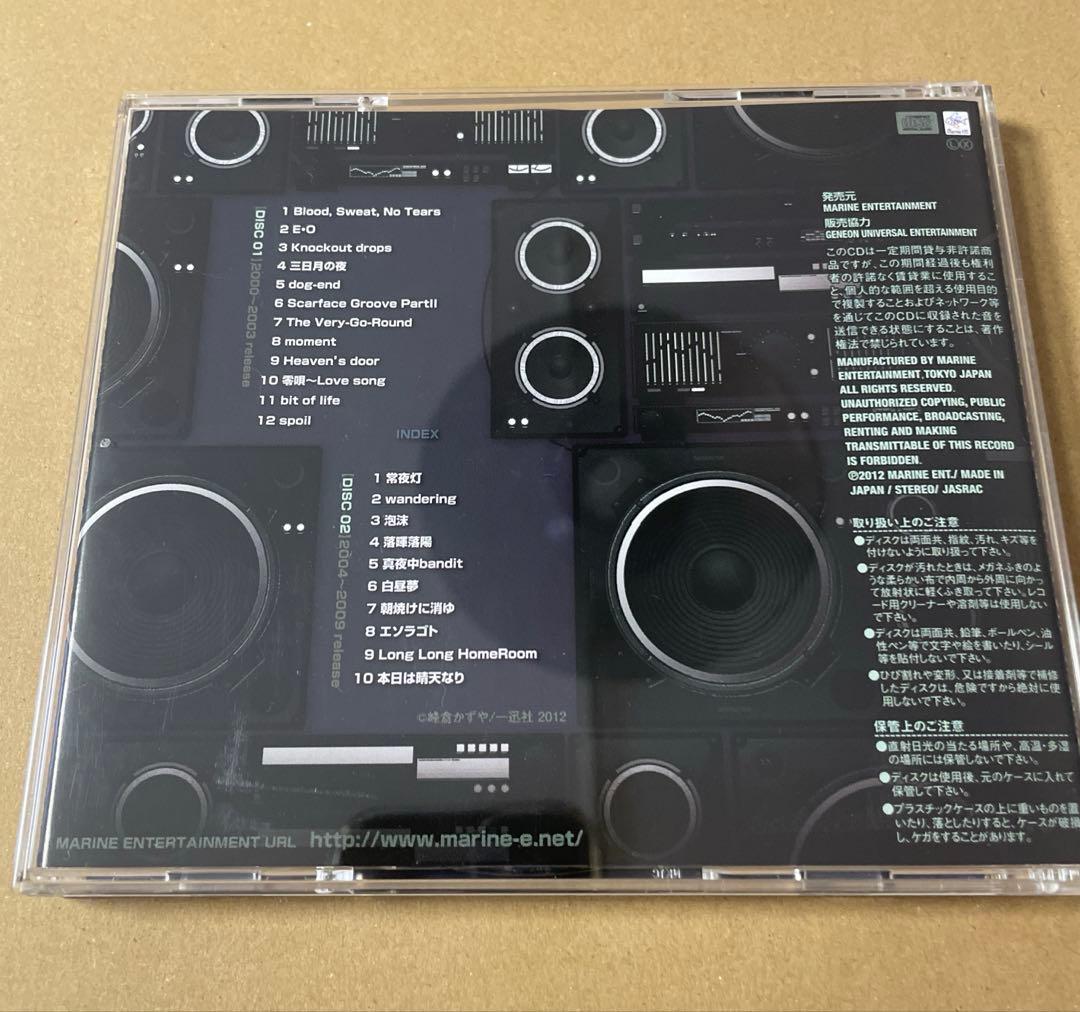 [DISC 01] 2000~2003 release
1 Blood, Sweat, No Tears
2 E・O
3 Knockout drops
4 三日月の夜
5 dog-end
6 Scarface Groove PartII
7 The Very-Go-Round
8 moment
9 Heaven's door
10 零唄~Love song
11 bit of life
12 spoil
INDEX
[DISC 02] 2004~2009 release
1 常夜灯
2 wandering
3 泡沫
4 落暉落陽
5 真夜中bandit
6 白昼夢
7 朝焼けに消ゆ
8 エソラゴト
9 Long Long HomeRoom
10 本日は晴天なり
©峰倉かずや/一迅社 2012
MARINE ENTERTAINMENT URL http://www.marine-e.net/
発売元
MARINE ENTERTAINMENT
販売協力
GENEON UNIVERSAL ENTERTAINMENT
このCDは一定期間貸与非許諾商
品ですが、この期間経過後も権利
者の許諾なく賃貸業に使用するこ
と、個人的な範囲を超える使用目的
で複製することおよびネットワーク等
を通じてこのCDに収録された音を
送信できる状態にすることは、著作
権法で禁じられています。
MANUFACTURED BY MARINE
ENTERTAINMENT,TOKYO JAPAN
ALL RIGHTS RESERVED.
UNAUTHORIZED COPYING, PUBLIC
PERFORMANCE, BROADCASTING,
RENTING AND MAKING
TRANSMITTABLE OF THIS RECORD
IS FORBIDDEN.
℗2012 MARINE ENT./ MADE IN
JAPAN / STEREO/ JASRAC
取り扱い上のご注意
●ディスクは両面共、指紋、汚れ、キズ等を
付けないように取り扱って下さい。
●ディスクが汚れたときは、メガネふきのよ
うな柔らかい布で内周から外周に向かっ
て放射状に軽くふき取って下さい。レコ
ード用クリーナーや溶剤等は使用しない
で下さい。
●ディスクは両面共、鉛筆、ボールペン、油
性ペン等で文字や絵を書いたり、シール
等を貼付しないで下さい。
●ひび割れや変形、又は接着剤等で補修
したディスクは、危険ですから絶対に使
用しないで下さい。
保管上のご注意
●直射日光の当たる場所や、高温・多湿
の場所には保管しないで下さい。
●ディスクは使用後、元のケースに入れて
保管して下さい。
●プラスチックケースの上に重いものを置
いたり、落としたりすると、ケースが破損
し、ケガをすることがあります。